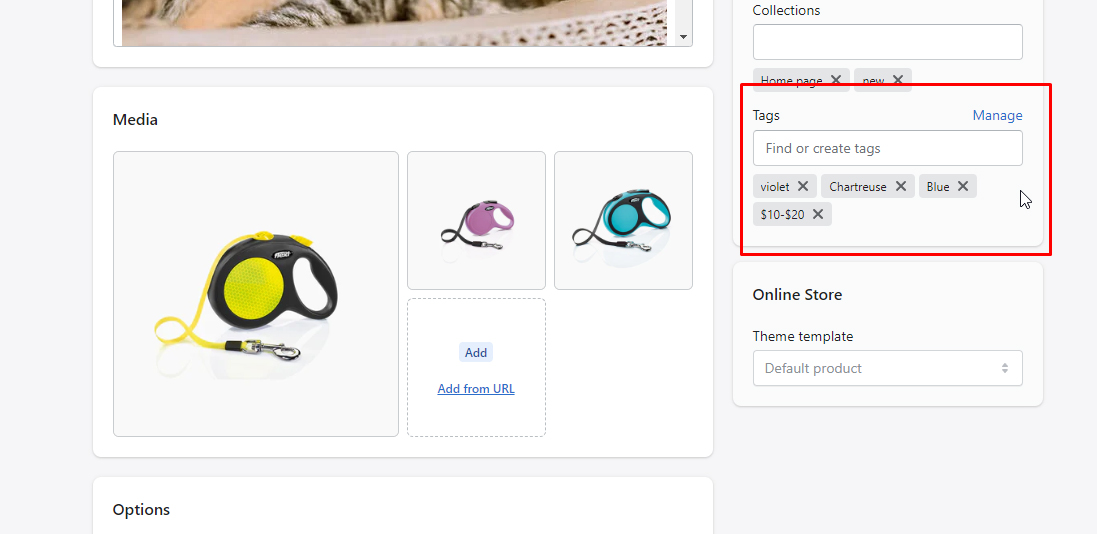 Collections
Home page
new
Tags
Manage
Find or create tags
violet
Chartreuse
Blue
$10-$20
Media
Add
Add from URL
Online Store
Theme template
Default product
Options